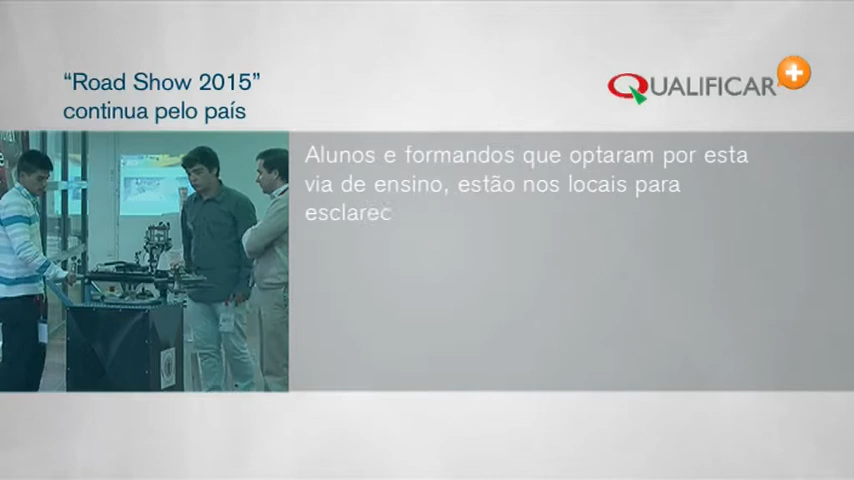 “Road Show 2015”
continua pelo país
QUALIFICAR
Alunos e formandos que optaram por esta
via de ensino, estão nos locais para
esclarec